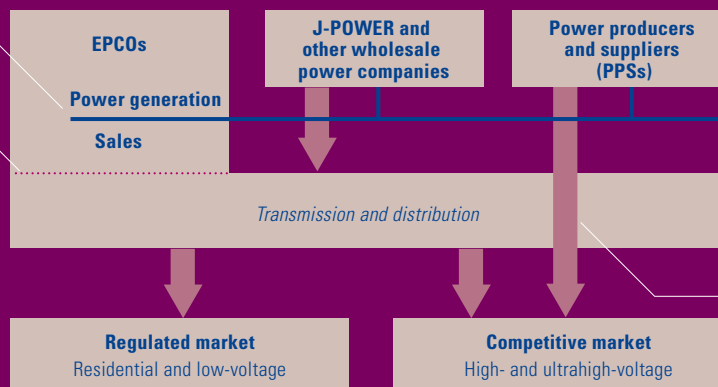 EPCOs
Power generation
Sales
J-POWER and
other wholesale
power companies
Power producers
and suppliers
(PPSs)
Transmission and distribution
Regulated market
Residential and low-voltage
Competitive market
High- and ultrahigh-voltage